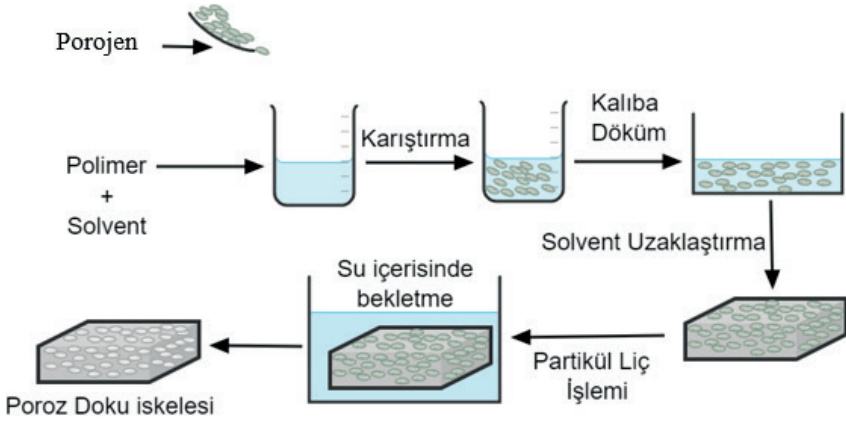 Porojen
Polimer
+
Solvent
Karıştırma
Kalıba
Döküm
Solvent Uzaklaştırma
Partikül Liç
İşlemi
Su içerisinde
bekletme
Poroz Doku iskelesi